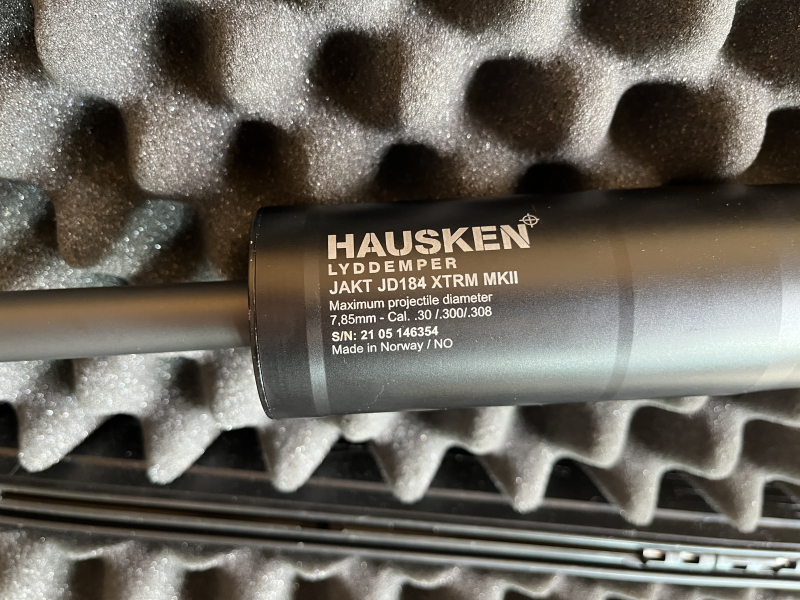 HAUSKEN
LYDDEMPER
JAKT JD184 XTRM MKII
Maximum projectile diameter
7,85mm - Cal. .30 /.300/.308
S/N: 21 05 146354
Made in Norway / NO